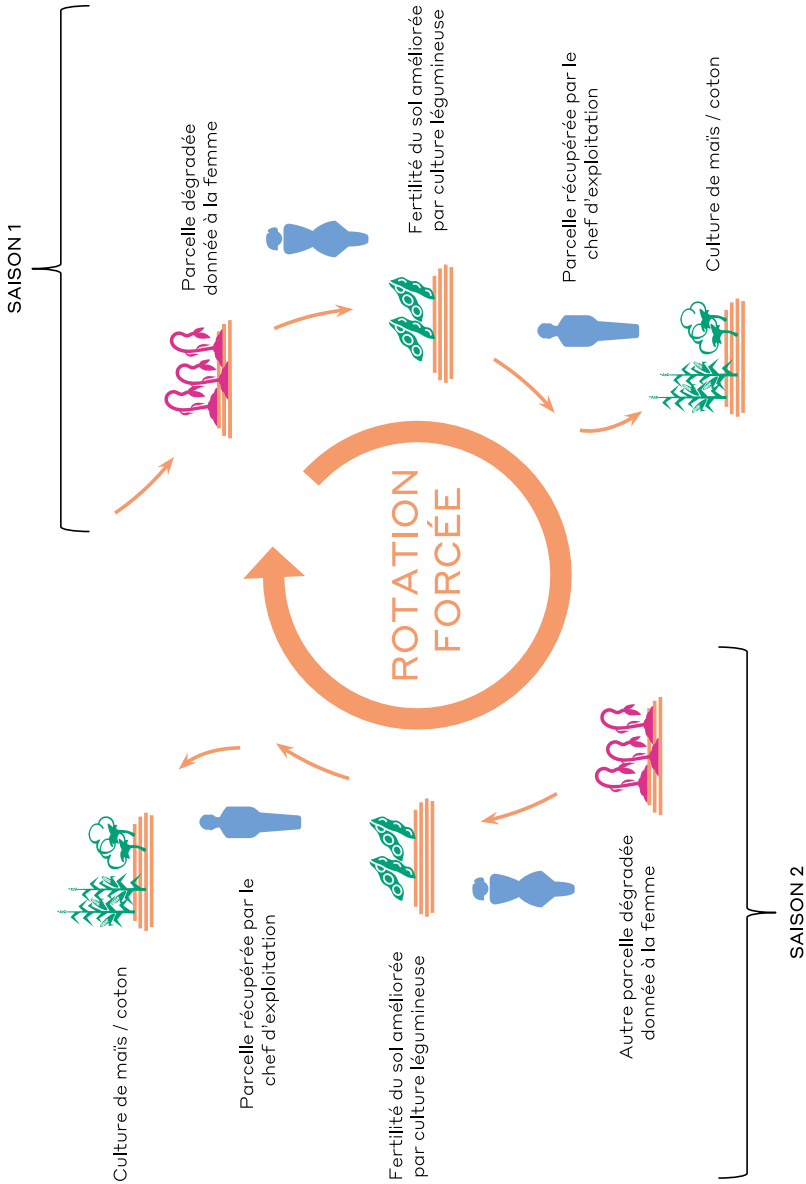 SAISON 1
Parcelle dégradée
donnée à la femme
Fertilité du sol améliorée
par culture légumineuse
Parcelle récupérée par le
chef d'exploitation
Culture de maïs / coton
ROTATION
FORCÉE
SAISON 2
Autre parcelle dégradée
donnée à la femme
Fertilité du sol améliorée
par culture légumineuse
Parcelle récupérée par le
chef d'exploitation
Culture de maïs / coton